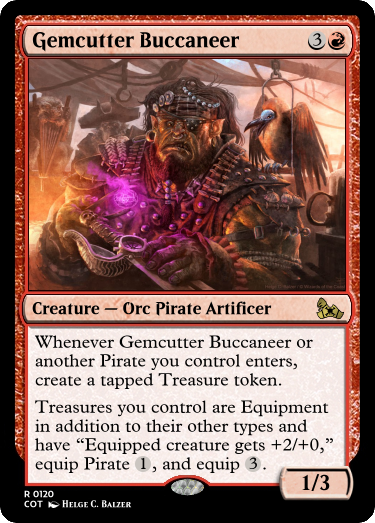 Gemcutter Buccaneer 3
Creature — Orc Pirate Artificer
Whenever Gemcutter Buccaneer or
another Pirate you control enters,
create a tapped Treasure token.
Treasures you control are Equipment
in addition to their other types and
have “Equipped creature gets +2/+0,”
equip Pirate 1, and equip 3.
1/3
R 0120
COT Helge C. Balzer